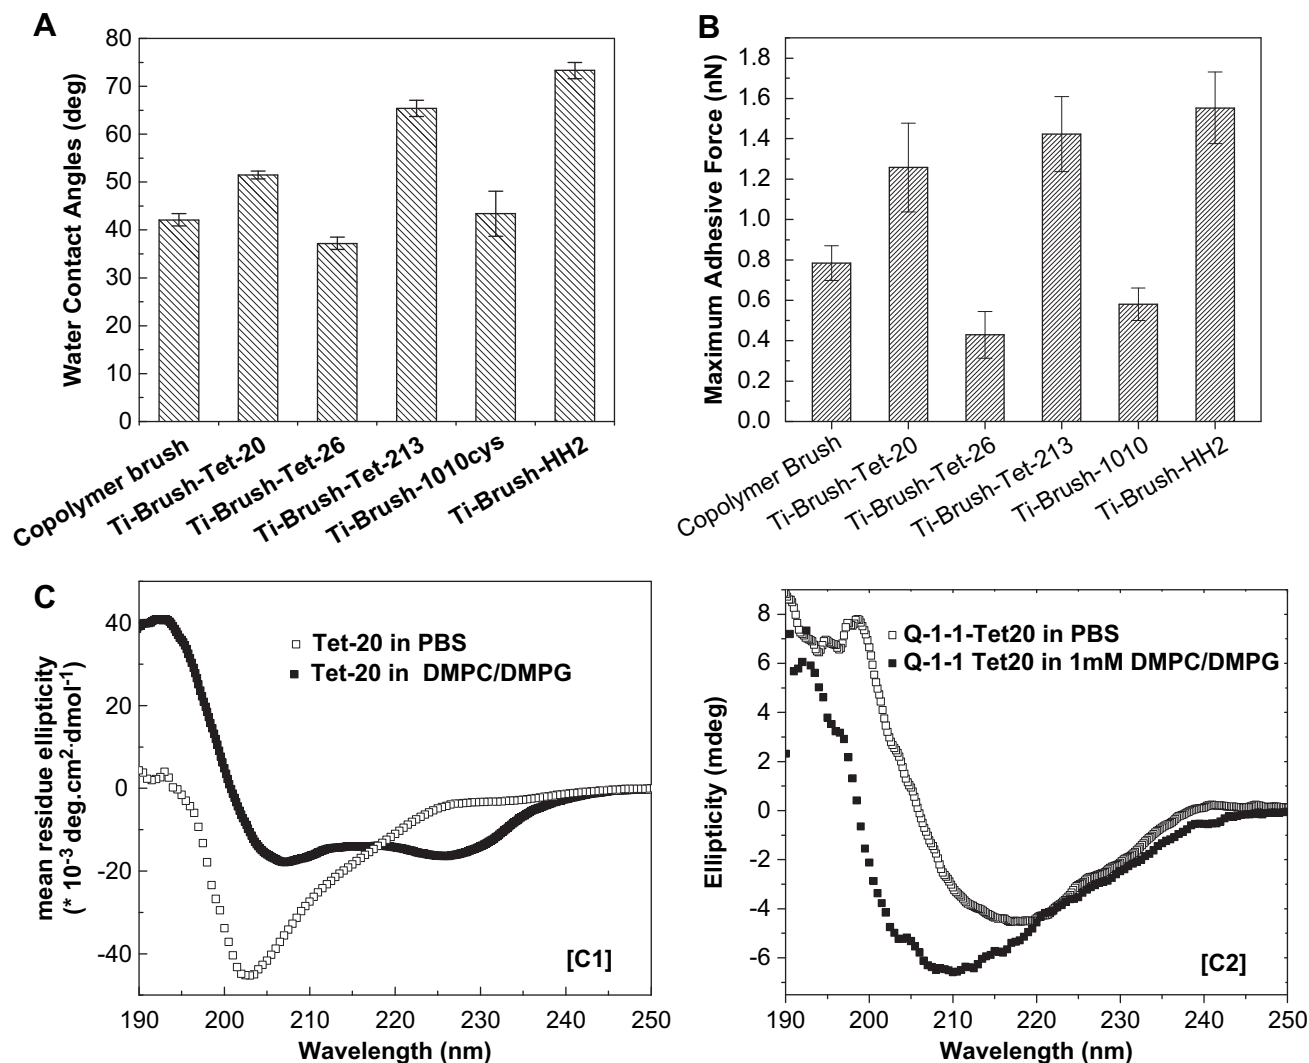 A
Water Contact Angles (deg)
80
70
60
50
40
30
20
10
0
Copolymer brush
Ti-Brush-Tet-20
Ti-Brush-Tet-26
Ti-Brush-Tet-213
Ti-Brush-1010cys
Ti-Brush-HH2
B
Maximum Adhesive Force (nN)
1.8
1.6
1.4
1.2
1.0
0.8
0.6
0.4
0.2
0.0
Copolymer Brush
Ti-Brush-Tet-20
Ti-Brush-Tet-26
Ti-Brush-Tet-213
Ti-Brush-1010
Ti-Brush-HH2
C
mean residue ellipticity
(* 10⁻³ deg.cm²·dmol⁻¹)
40
20
0
-20
-40
Tet-20 in PBS
Tet-20 in DMPC/DMPG
[C1]
190 200 210 220 230 240 250
Wavelength (nm)
Ellipticity (mdeg)
8
6
4
2
0
-2
-4
-6
Q-1-1-Tet20 in PBS
Q-1-1 Tet20 in 1mM DMPC/DMPG
[C2]
190 200 210 220 230 240 250
Wavelength (nm)